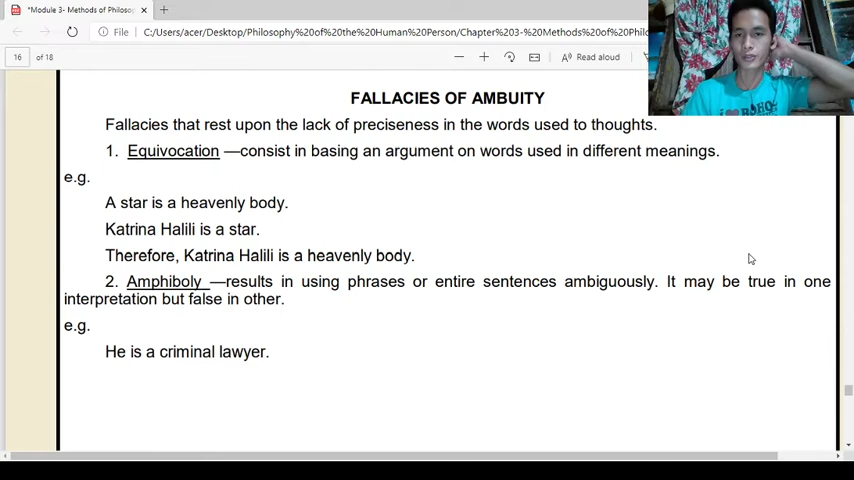 *Module 3- Methods of Philosop
File
C:/Users/acer/Desktop/Philosophy%20of%20the%20Human%20Person/Chapter%203-%20Methods%20of%20Phil
16 of 18
Read aloud
FALLACIES OF AMBUITY
Fallacies that rest upon the lack of preciseness in the words used to thoughts.
1. Equivocation —consist in basing an argument on words used in different meanings.
e.g.
A star is a heavenly body.
Katrina Halili is a star.
Therefore, Katrina Halili is a heavenly body.
2. Amphiboly —results in using phrases or entire sentences ambiguously. It may be true in one
interpretation but false in other.
e.g.
He is a criminal lawyer.